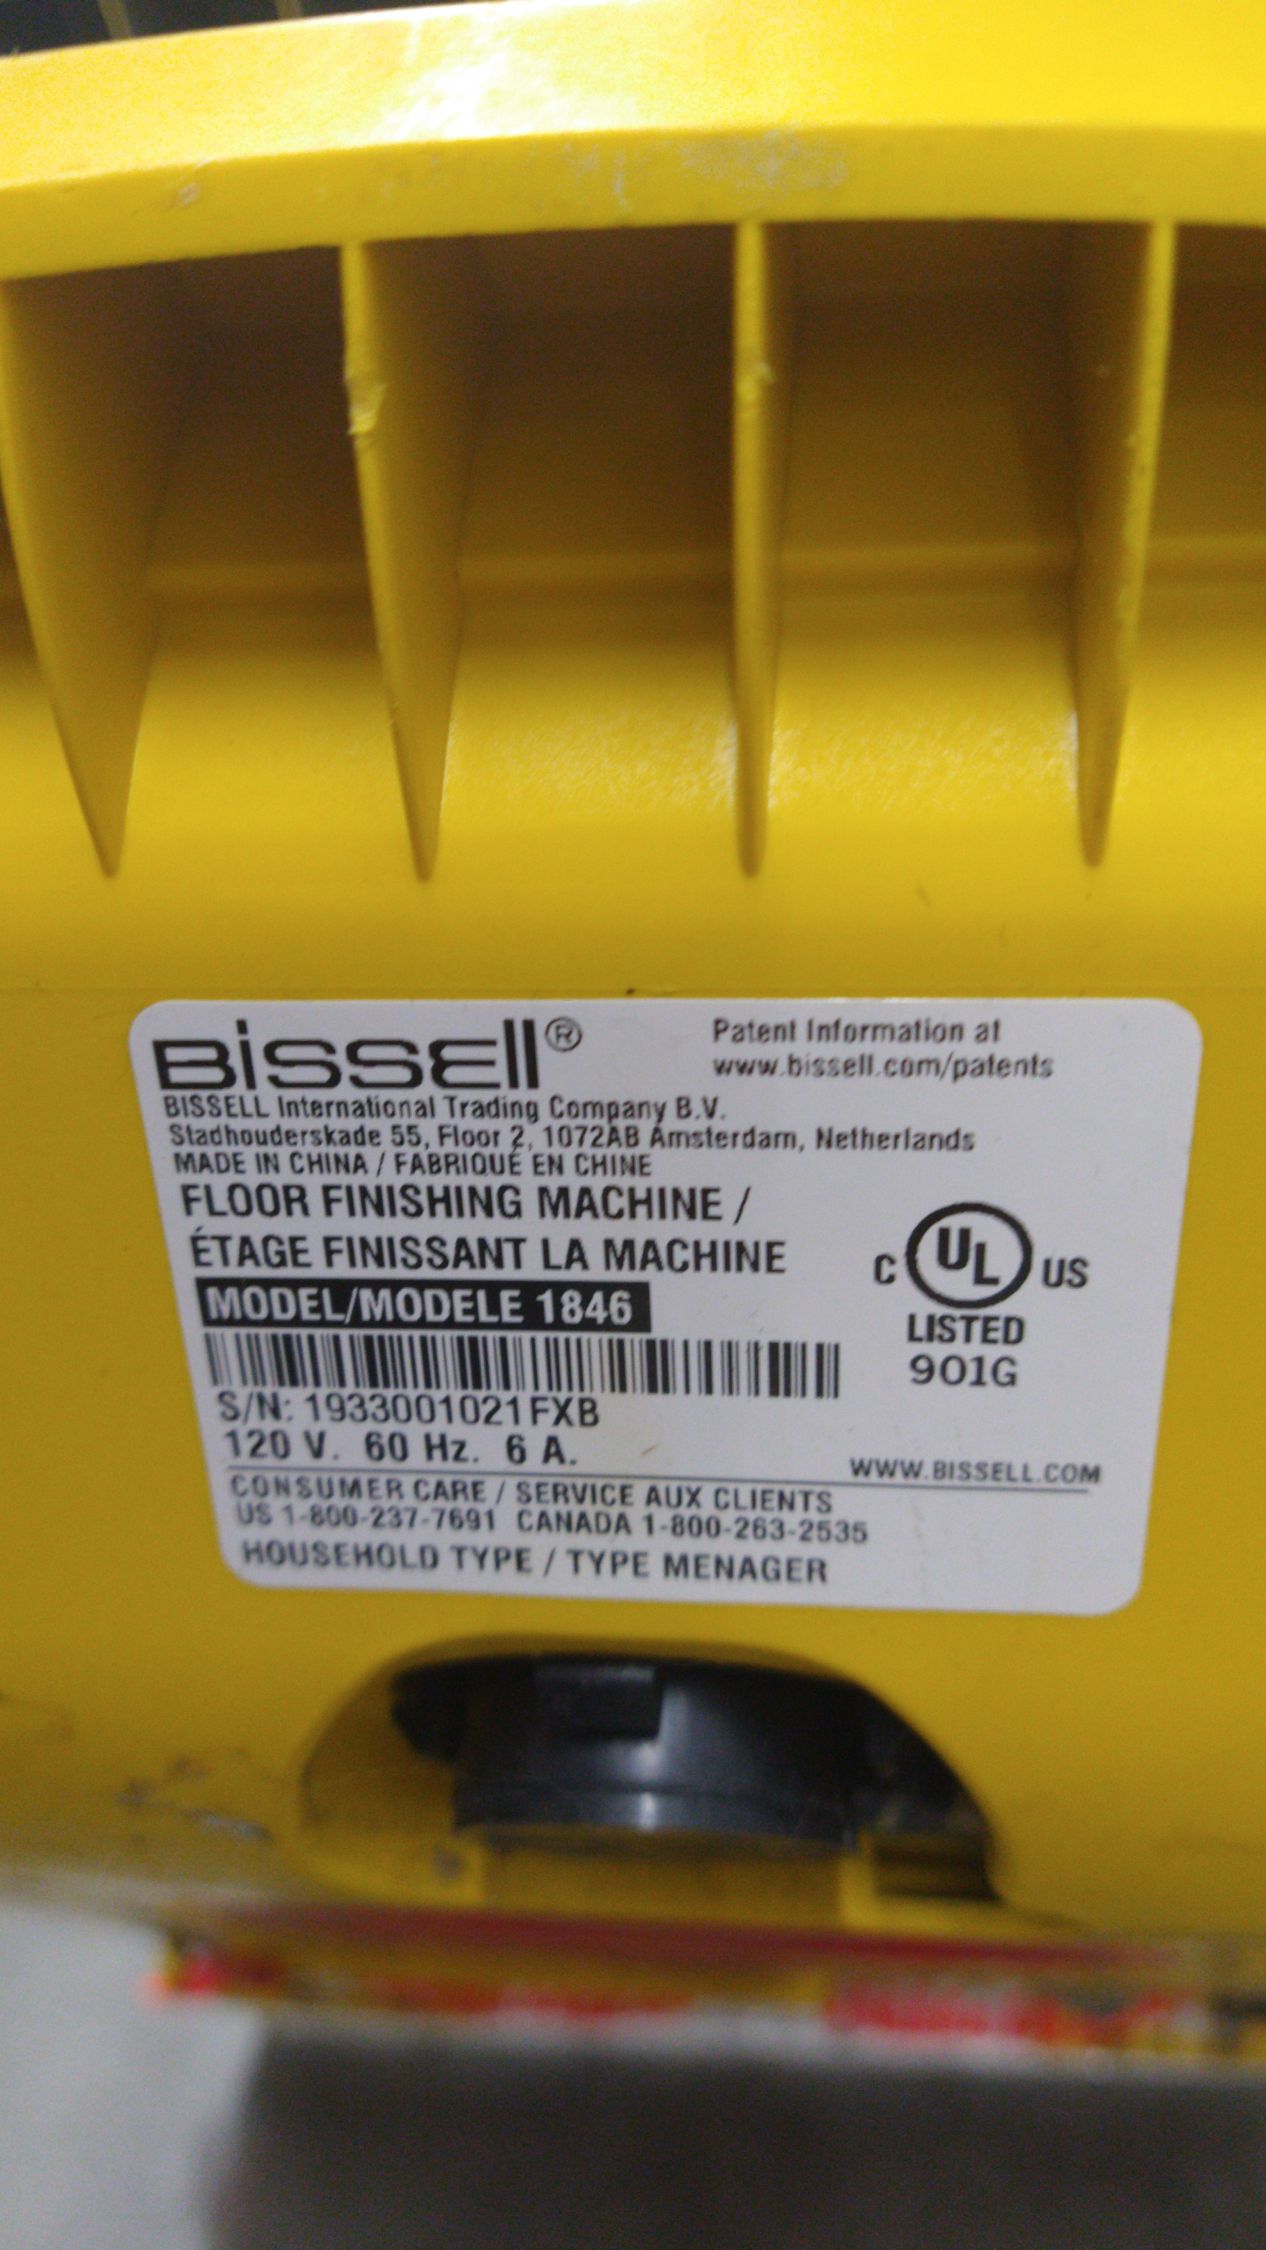 BISSELL®
Patent Information at
www.bissell.com/patents
BISSELL International Trading Company B.V.
Stadhouderskade 55, Floor 2, 1072AB Amsterdam, Netherlands
MADE IN CHINA / FABRIQUÉ EN CHINE
FLOOR FINISHING MACHINE /
ÉTAGE FINISSANT LA MACHINE
MODEL/MODELE 1846
C UL US
LISTED
901G
S/N: 1933001021FXB
120 V. 60 Hz. 6 A.
WWW.BISSELL.COM
CONSUMER CARE / SERVICE AUX CLIENTS
US 1-800-237-7691 CANADA 1-800-263-2535
HOUSEHOLD TYPE / TYPE MENAGER